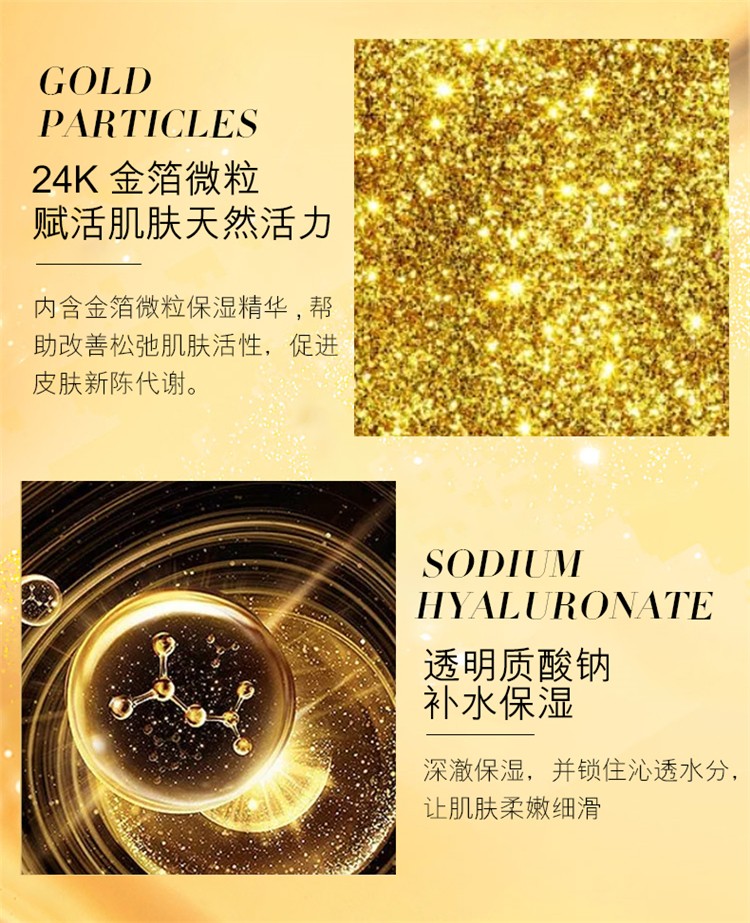 GOLD
PARTICLES
24K 金箔微粒
赋活肌肤天然活力
内含金箔微粒保湿精华，帮
助改善松弛肌肤活性，促进
皮肤新陈代谢。
SODIUM
HYALURONATE
透明质酸钠
补水保湿
深澈保湿，并锁住沁透水分，
让肌肤柔嫩细滑